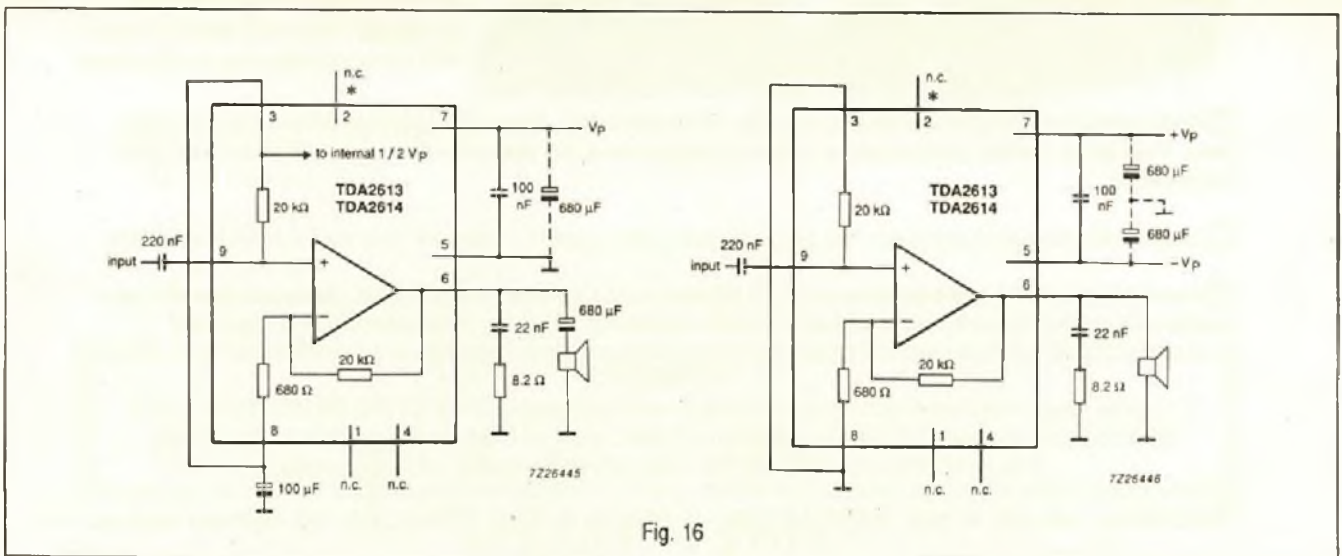 n.c.
*
3
2
7
VP
to internal 1 / 2 VP
TDA2613
TDA2614
20 kΩ
100
nF
680 µF
220 nF
input
9
+
5
6
−
680 µF
22 nF
20 kΩ
680 Ω
8.2 Ω
8
1
4
100 µF
n.c.
n.c.
7Z26445
n.c.
*
3
2
7
+VP
680 µF
TDA2613
TDA2614
20 kΩ
100
nF
680 µF
220 nF
input
9
+
5
−VP
6
−
22 nF
20 kΩ
680 Ω
8.2 Ω
8
1
4
n.c.
n.c.
7Z26446
Fig. 16